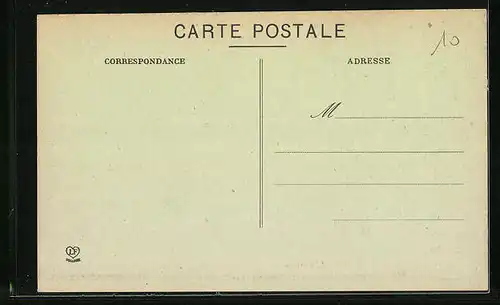 CARTE POSTALE
10
CORRESPONDANCE
ADRESSE
M